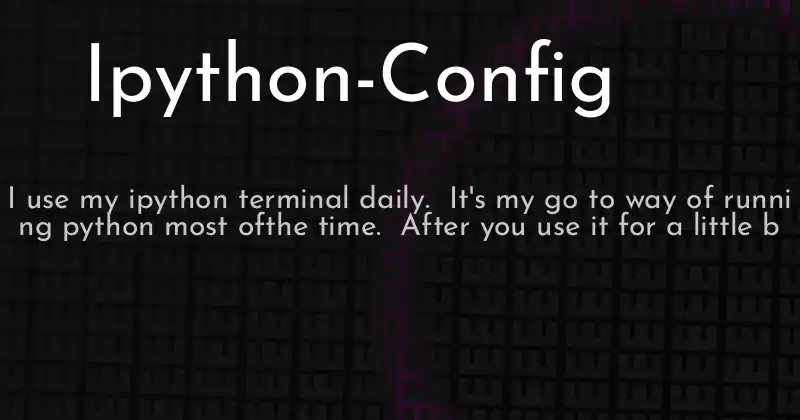 Ipython-Config
I use my ipython terminal daily.  It's my go to way of runni
ng python most ofthe time.  After you use it for a little b